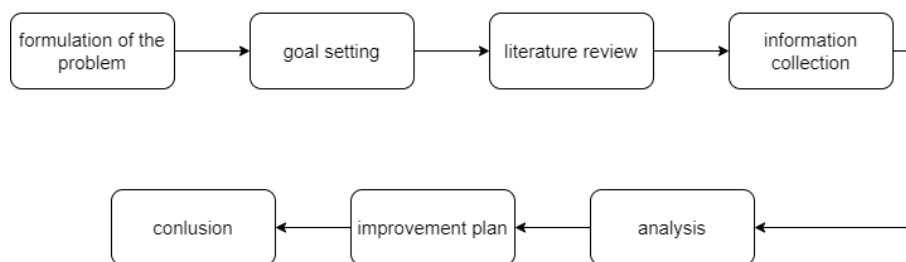 formulation of the
problem
goal setting
literature review
information
collection
analysis
improvement plan
conlusion